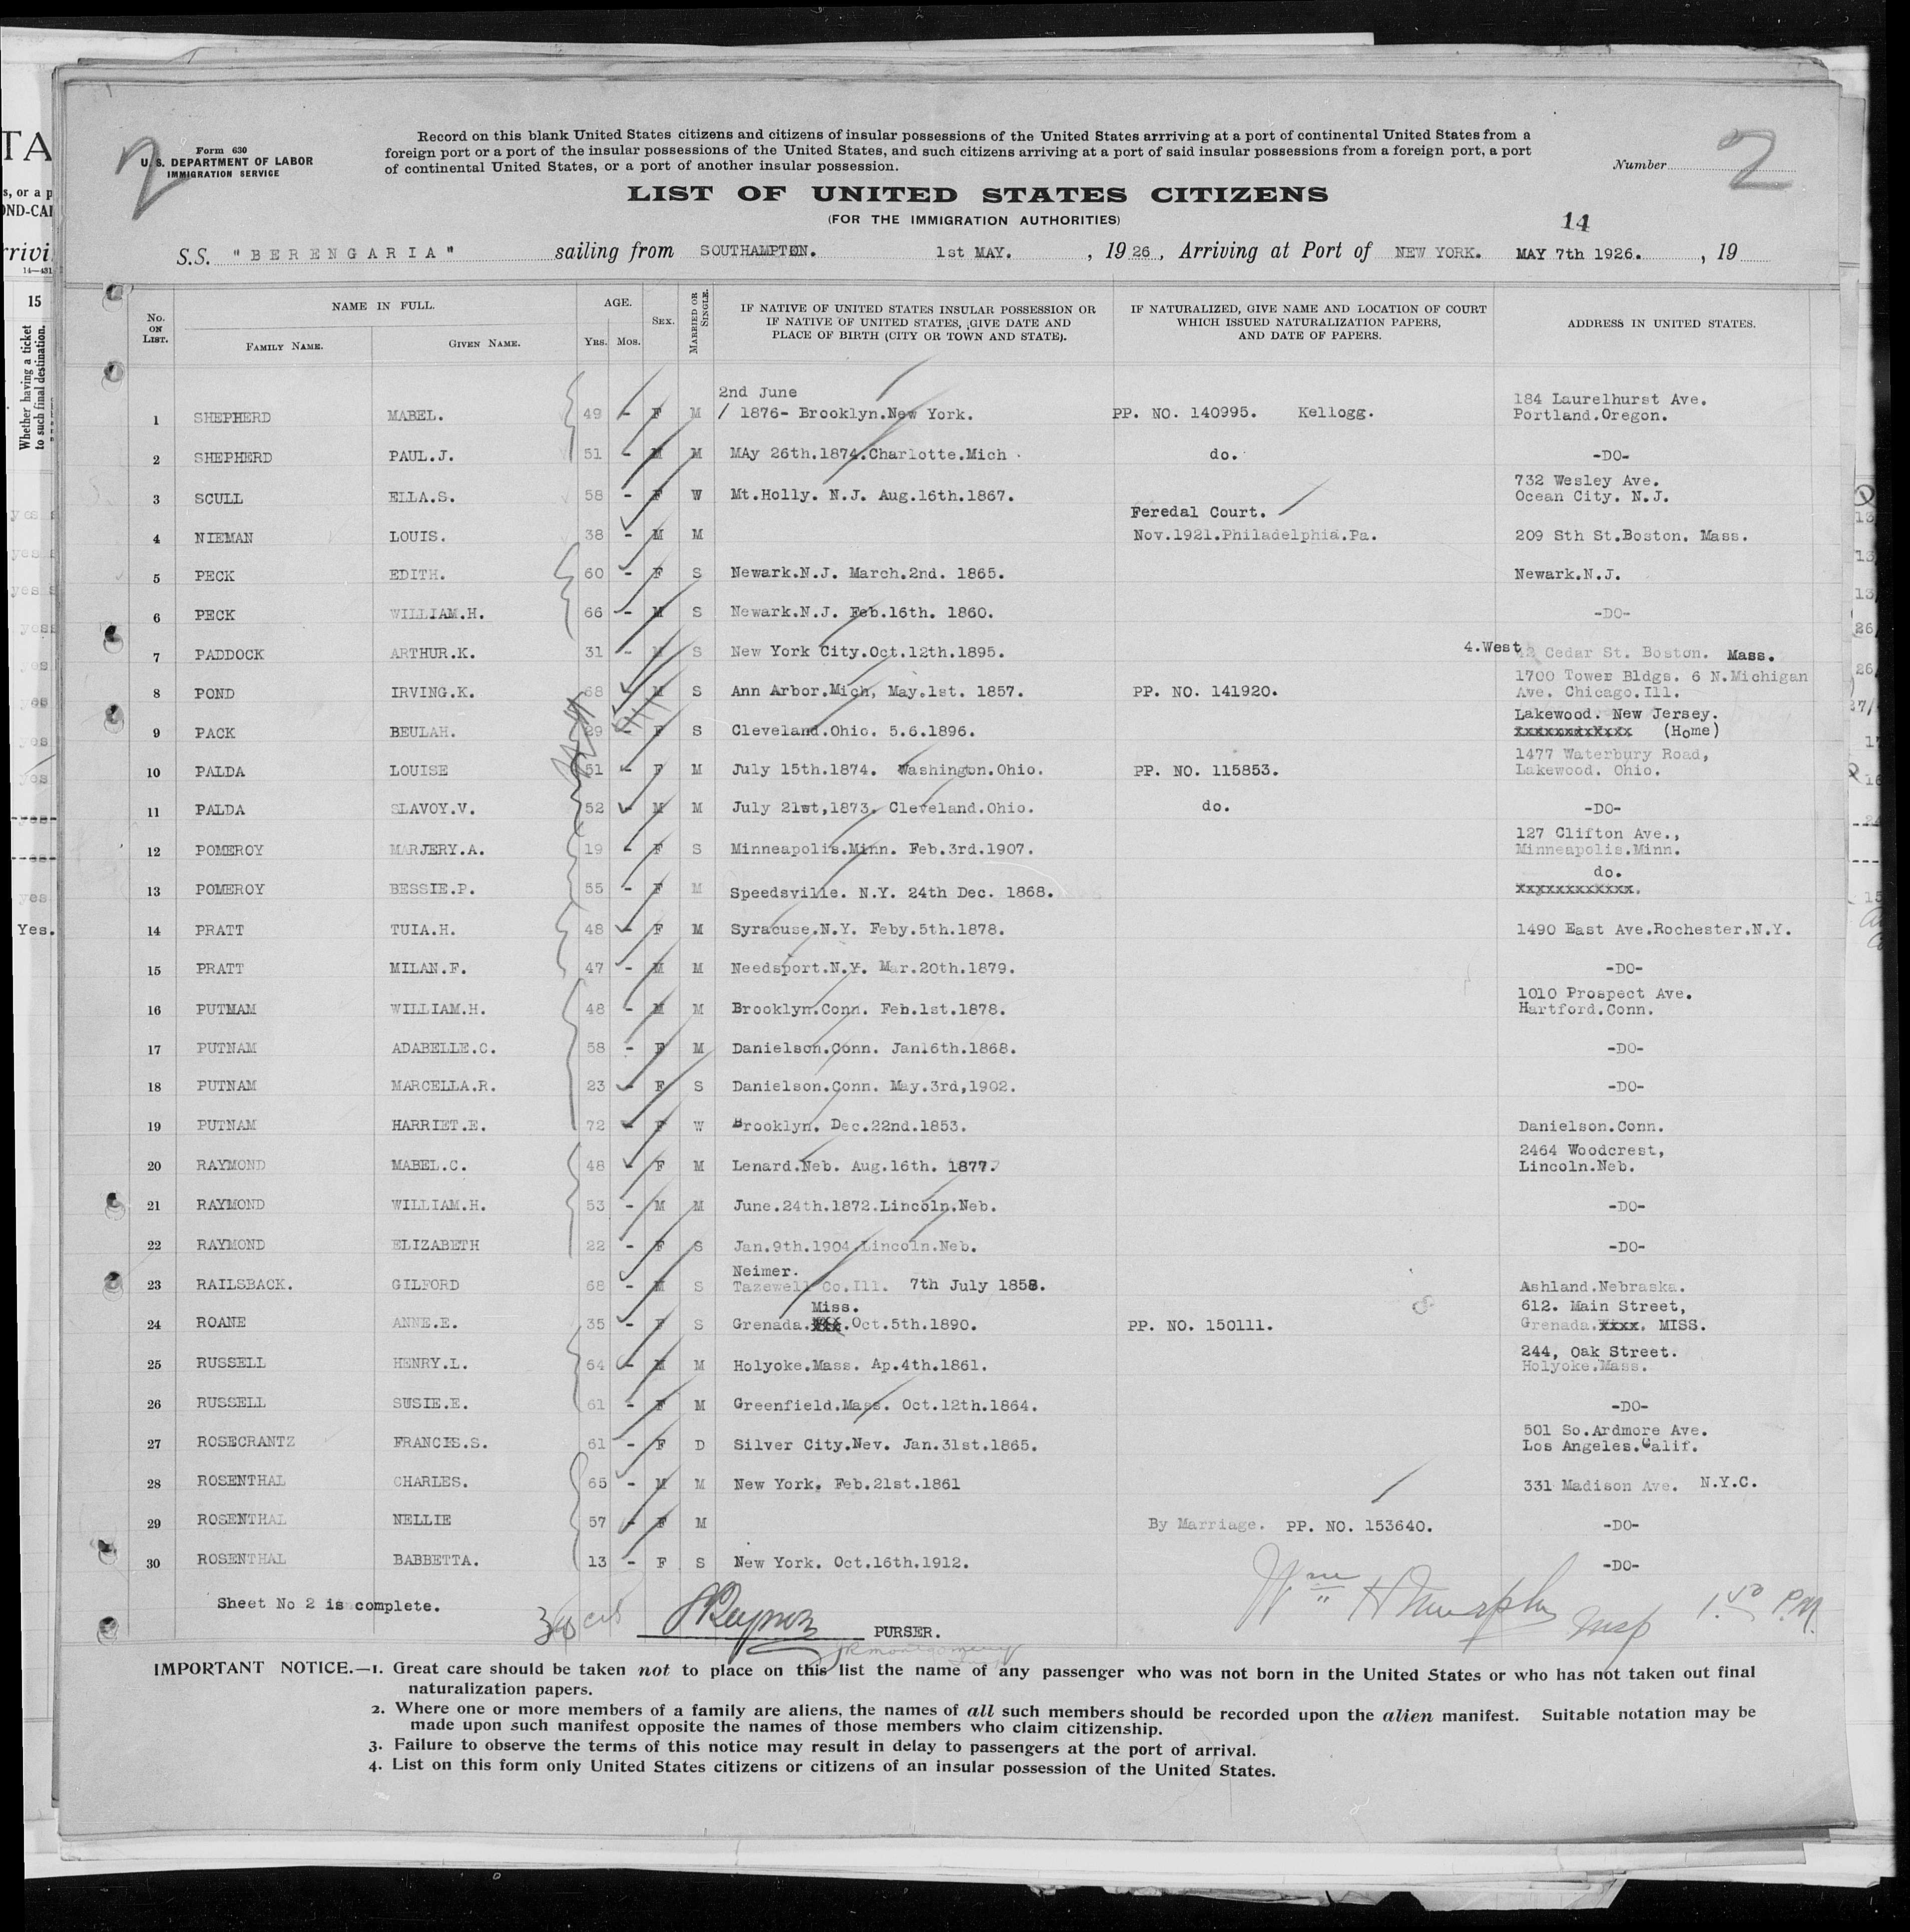 2
Form 630
U. S. DEPARTMENT OF LABOR
IMMIGRATION SERVICE
Record on this blank United States citizens and citizens of insular possessions of the United States arrriving at a port of continental United States from a
foreign port or a port of the insular possessions of the United States, and such citizens arriving at a port of said insular possessions from a foreign port, a port
of continental United States, or a port of another insular possession.
Number 2
LIST OF UNITED STATES CITIZENS
(FOR THE IMMIGRATION AUTHORITIES)
14
S.S. "BERENGARIA" sailing from SOUTHAMPTON. 1st MAY. , 1926, Arriving at Port of NEW YORK. MAY 7th 1926. , 19
No. ON LIST. NAME IN FULL. FAMILY NAME. GIVEN NAME. AGE. Yrs. Mos. SEX. MARRIED OR SINGLE. IF NATIVE OF UNITED STATES INSULAR POSSESSION OR IF NATIVE OF UNITED STATES, GIVE DATE AND PLACE OF BIRTH (CITY OR TOWN AND STATE). IF NATURALIZED, GIVE NAME AND LOCATION OF COURT WHICH ISSUED NATURALIZATION PAPERS, AND DATE OF PAPERS. ADDRESS IN UNITED STATES.
2nd June 184 Laurelhurst Ave.
1 SHEPHERD MABEL. 49 - F M / 1876- Brooklyn.New York. PP. NO. 140995. Kellogg. Portland.Oregon.
2 SHEPHERD PAUL.J. 51 - M M MAy 26th.1874.Charlotte.Mich . do. -DO-
732 Wesley Ave.
3 SCULL ELLA.S. 58 - F W Mt.Holly. N.J. Aug.16th.1867. Ocean City. N.J.
Feredal Court.
4 NIEMAN LOUIS. 38 - M M Nov.1921.Philadelphia.Pa. 209 Sth St.Boston. Mass.
5 PECK EDITH. 60 - F S Newark.N.J. March.2nd. 1865. Newark.N.J.
6 PECK WILLIAM.H. 66 - M S Newark.N.J. Feb.16th. 1860. -DO-
7 PADDOCK ARTHUR.K. 31 - M S New York City.Oct.12th.1895. 4.West Cedar St. Boston. Mass.
1700 Tower Bldgs. 6 N.Michigan
8 POND IRVING.K. 68 M S Ann Arbor.Mich, May.1st. 1857. PP. NO. 141920. Ave. Chicago.Ill.
Lakewood. New Jersey.
9 PACK BEULAH. 29 F S Cleveland.Ohio. 5.6.1896. xxxxxxxxxxxxx (Home)
1477 Waterbury Road,
10 PALDA LOUISE 51 - F M July 15th.1874. Washington.Ohio. PP. NO. 115853. Lakewood. Ohio.
11 PALDA SLAVOY.V. 52 - M M July 21st,1873. Cleveland.Ohio. do. -DO-
127 Clifton Ave.,
12 POMEROY MARJERY.A. 19 - F S Minneapolis.Minn. Feb.3rd.1907. Minneapolis.Minn.
do.
13 POMEROY BESSIE.P. 55 - F M Speedsville. N.Y. 24th Dec. 1868. xxxxxxxxxxxx.
14 PRATT TUIA.H. 48 - F M Syracuse.N.Y. Feby.5th.1878. 1490 East Ave.Rochester.N.Y.
15 PRATT MILAN.F. 47 - M M Needsport.N.Y. Mar.20th.1879. -DO-
1010 Prospect Ave.
16 PUTMAM WILLIAM.H. 48 - M M Brooklyn.Conn. Feb.1st.1878. Hartford.Conn.
17 PUTNAM ADABELLE.C. 58 - F M Danielson.Conn. Jan16th.1868. -DO-
18 PUTNAM MARCELLA.R. 23 - F S Danielson.Conn. May.3rd,1902. -DO-
19 PUTNAM HARRIET.E. 72 - F W Brooklyn. Dec.22nd.1853. Danielson.Conn.
2464 Woodcrest,
20 RAYMOND MABEL.C. 48 - F M Lenard.Neb. Aug.16th. 1877. Lincoln.Neb.
21 RAYMOND WILLIAM.H. 53 - M M June.24th.1872.Lincoln.Neb. -DO-
22 RAYMOND ELIZABETH 22 - F S Jan.9th.1904.Lincoln.Neb. -DO-
Neimer.
23 RAILSBACK. GILFORD 68 - M S Tazewell Co.Ill. 7th July 1858. Ashland.Nebraska.
Miss. 612. Main Street,
24 ROANE ANNE.E. 35 - F S Grenada.xxx.Oct.5th.1890. PP. NO. 150111. Grenada.xxxx. MISS.
244, Oak Street.
25 RUSSELL HENRY.L. 64 - M M Holyoke.Mass. Ap.4th.1861. Holyoke.Mass.
26 RUSSELL SUSIE.E. 61 - F M Greenfield.Mass. Oct.12th.1864. -DO-
501 So.Ardmore Ave.
27 ROSECRANTZ FRANCIS.S. 61 - F D Silver City.Nev. Jan.31st.1865. Los Angeles.Calif.
28 ROSENTHAL CHARLES. 65 - M M New York. Feb.21st.1861 331 Madison Ave. N.Y.C.
29 ROSENTHAL NELLIE 57 - F M By Marriage. PP. NO. 153640. -DO-
30 ROSENTHAL BABBETTA. 13 - F S New York. Oct.16th.1912. -DO-
Sheet No 2 is complete.
Wm H Murphy Insp 1.40 P.M.
PURSER.
IMPORTANT NOTICE.—1. Great care should be taken not to place on this list the name of any passenger who was not born in the United States or who has not taken out final
naturalization papers.
2. Where one or more members of a family are aliens, the names of all such members should be recorded upon the alien manifest. Suitable notation may be
made upon such manifest opposite the names of those members who claim citizenship.
3. Failure to observe the terms of this notice may result in delay to passengers at the port of arrival.
4. List on this form only United States citizens or citizens of an insular possession of the United States.